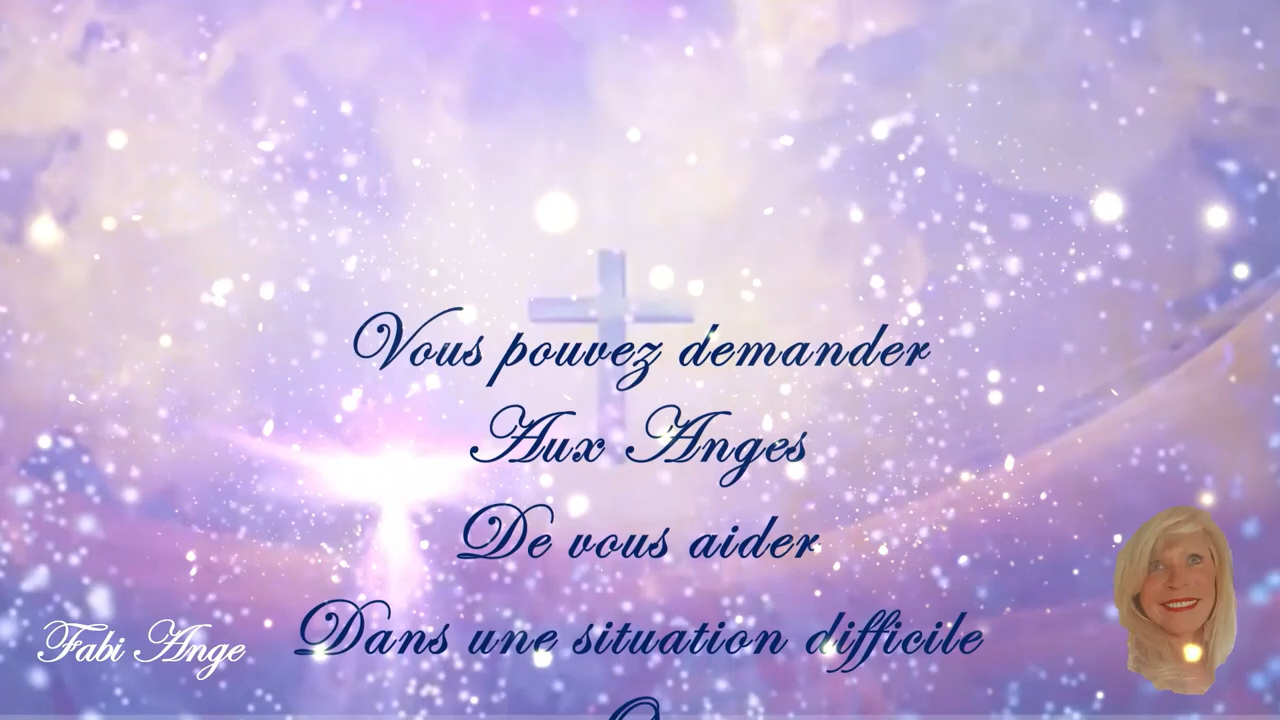 Vous pouvez demander
Aux Anges
De vous aider
Dans une situation difficile
Fabi Ange